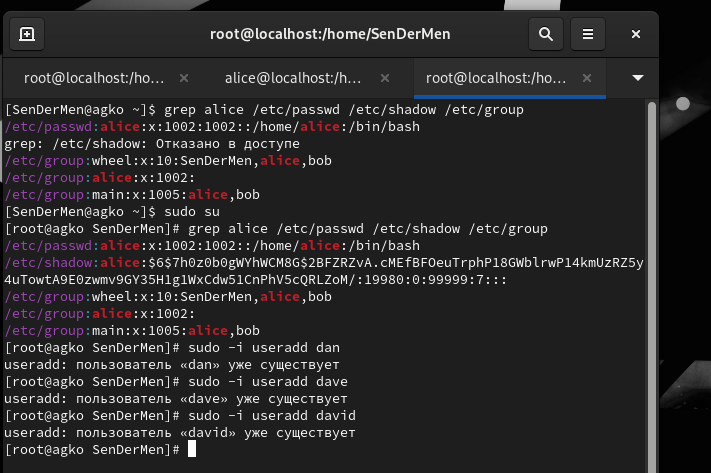 root@localhost:/home/SenDerMen
root@localhost:/ho...
alice@localhost:/h...
root@localhost:/ho...
[SenDerMen@agko ~]$ grep alice /etc/passwd /etc/shadow /etc/group
/etc/passwd:alice:x:1002:1002::/home/alice:/bin/bash
grep: /etc/shadow: Отказано в доступе
/etc/group:wheel:x:10:SenDerMen,alice,bob
/etc/group:alice:x:1002:
/etc/group:main:x:1005:alice,bob
[SenDerMen@agko ~]$ sudo su
[root@agko SenDerMen]# grep alice /etc/passwd /etc/shadow /etc/group
/etc/passwd:alice:x:1002:1002::/home/alice:/bin/bash
/etc/shadow:alice:$6$7h0z0b0gWYhWCM8G$2BFZRZvA.cMEfBFOeuTrphP18GWblrwP14kmUzRZ5y
4uTowtA9E0zwmv9GY35H1g1WxCdw51CnPhV5cQRLZoM/:19980:0:99999:7:::
/etc/group:wheel:x:10:SenDerMen,alice,bob
/etc/group:alice:x:1002:
/etc/group:main:x:1005:alice,bob
[root@agko SenDerMen]# sudo -i useradd dan
useradd: пользователь «dan» уже существует
[root@agko SenDerMen]# sudo -i useradd dave
useradd: пользователь «dave» уже существует
[root@agko SenDerMen]# sudo -i useradd david
useradd: пользователь «david» уже существует
[root@agko SenDerMen]#